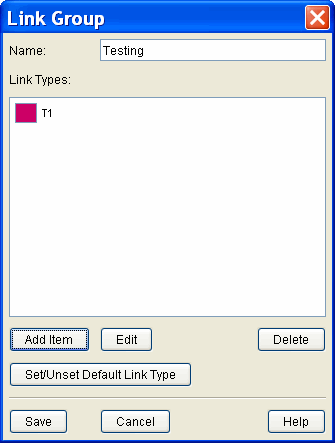 Link Group
Name: Testing
Link Types:
T1
Add Item Edit Delete
Set/Unset Default Link Type
Save Cancel Help